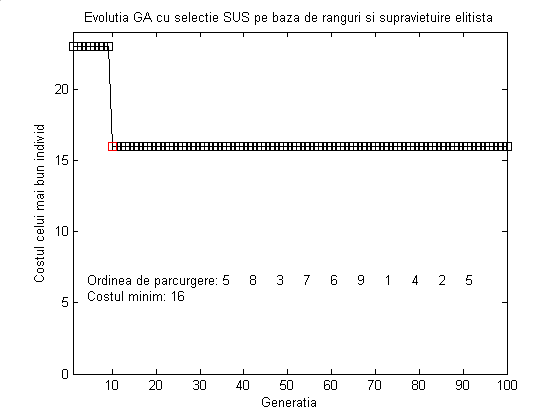 Evolutia GA cu selectie SUS pe baza de ranguri si supravietuire elitista
Costul celui mai bun individ
20
15
10
5
0
Ordinea de parcurgere: 5 8 3 7 6 9 1 4 2 5
Costul minim: 16
10 20 30 40 50 60 70 80 90 100
Generatia